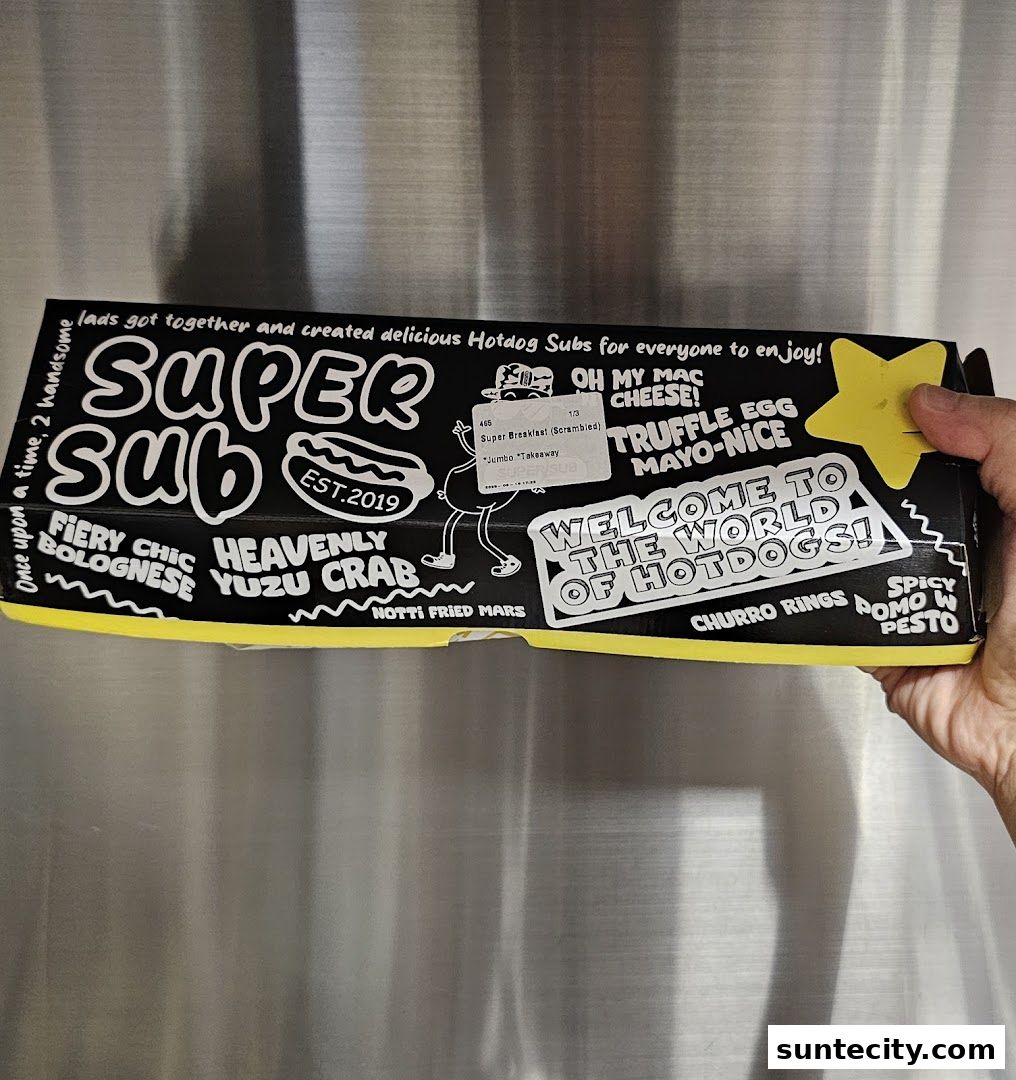 Once upon a time, 2 handsome
lads got together and created delicious Hotdog Subs for everyone to enjoy!
SUPER
SUb
EST.2019
OH MY MAC
CHEESE!
465
1/3
Super Breakfast (Scrambled)
*Jumbo *Takeaway
SUPER SUB
TRUFFLE EGG
MAYO-NiCE
WELCOME TO
THE WORLD
OF HOTDOGS!
FiERY CHiC
BOLOGNESE
HEAVENLY
YUZU CRAB
NOTTi FRiED MARS
CHURRO RiNGS
SPiCY
POMO W
PESTO
suntecity.com